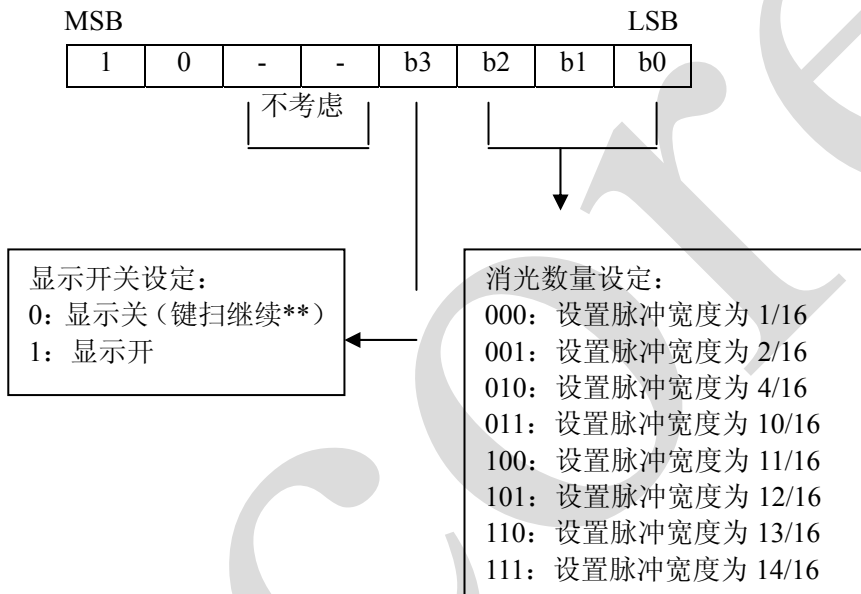 MSB LSB
1 0 - - b3 b2 b1 b0
不考虑
显示开关设定：
0：显示关（键扫继续**）
1：显示开
消光数量设定：
000：设置脉冲宽度为 1/16
001：设置脉冲宽度为 2/16
010：设置脉冲宽度为 4/16
011：设置脉冲宽度为 10/16
100：设置脉冲宽度为 11/16
101：设置脉冲宽度为 12/16
110：设置脉冲宽度为 13/16
111：设置脉冲宽度为 14/16